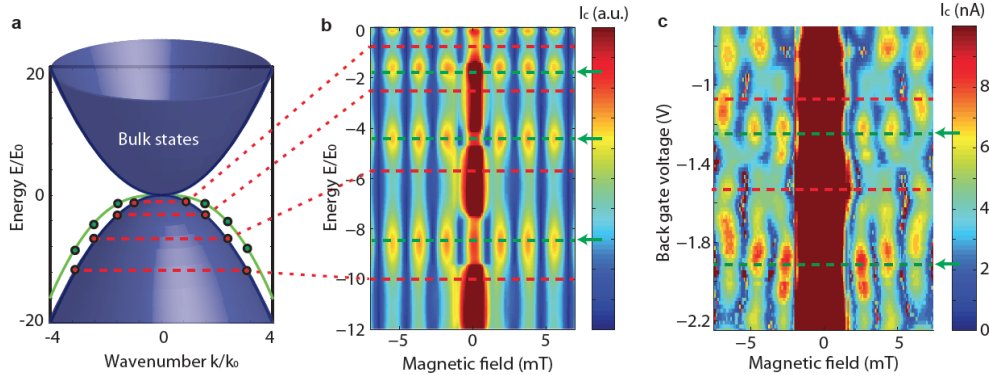 a
Energy E/E₀
20
0
-20
Bulk states
-4
0
4
Wavenumber k/k₀
b
I_c (a.u.)
Energy E/E₀
0
−2
−4
−6
−8
−10
−12
−5
0
5
Magnetic field (mT)
c
I_c (nA)
Back gate voltage (V)
-1
-1.4
-1.8
-2.2
-5
0
5
Magnetic field (mT)
8
6
4
2
0